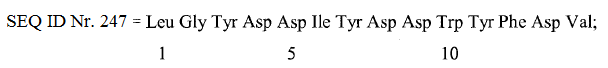 SEQ ID Nr. 247 = Leu Gly Tyr Asp Asp Ile Tyr Asp Asp Trp Tyr Phe Asp Val;
1 5 10